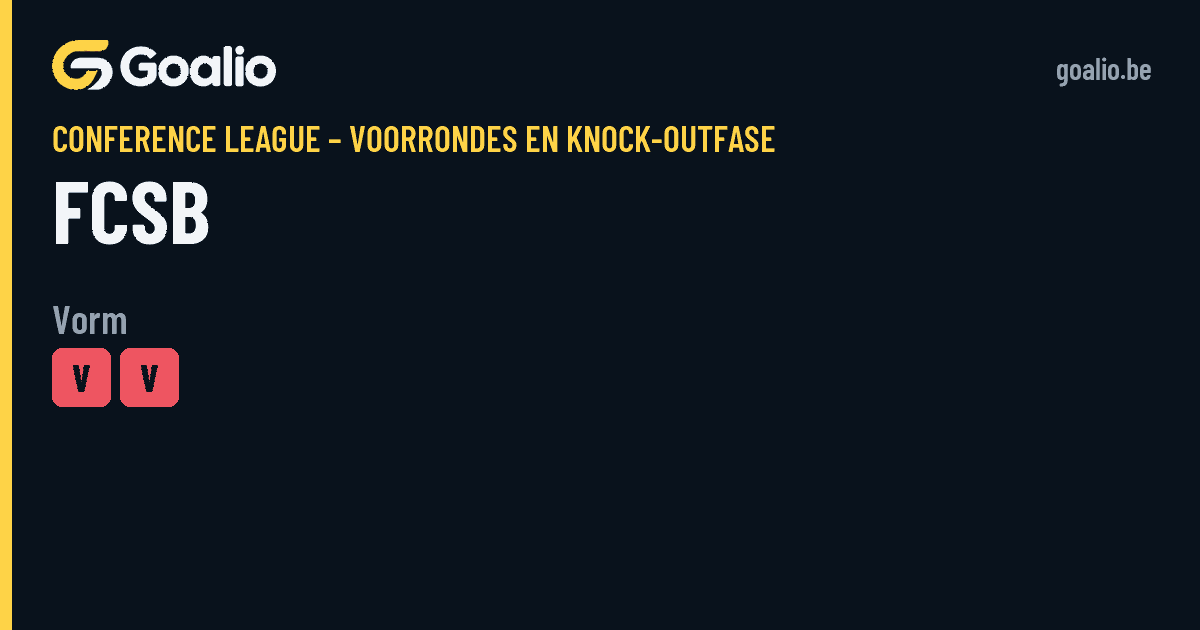 Goalio
goalio.be
CONFERENCE LEAGUE – VOORRONDES EN KNOCK-OUTFASE
FCSB
Vorm
V V